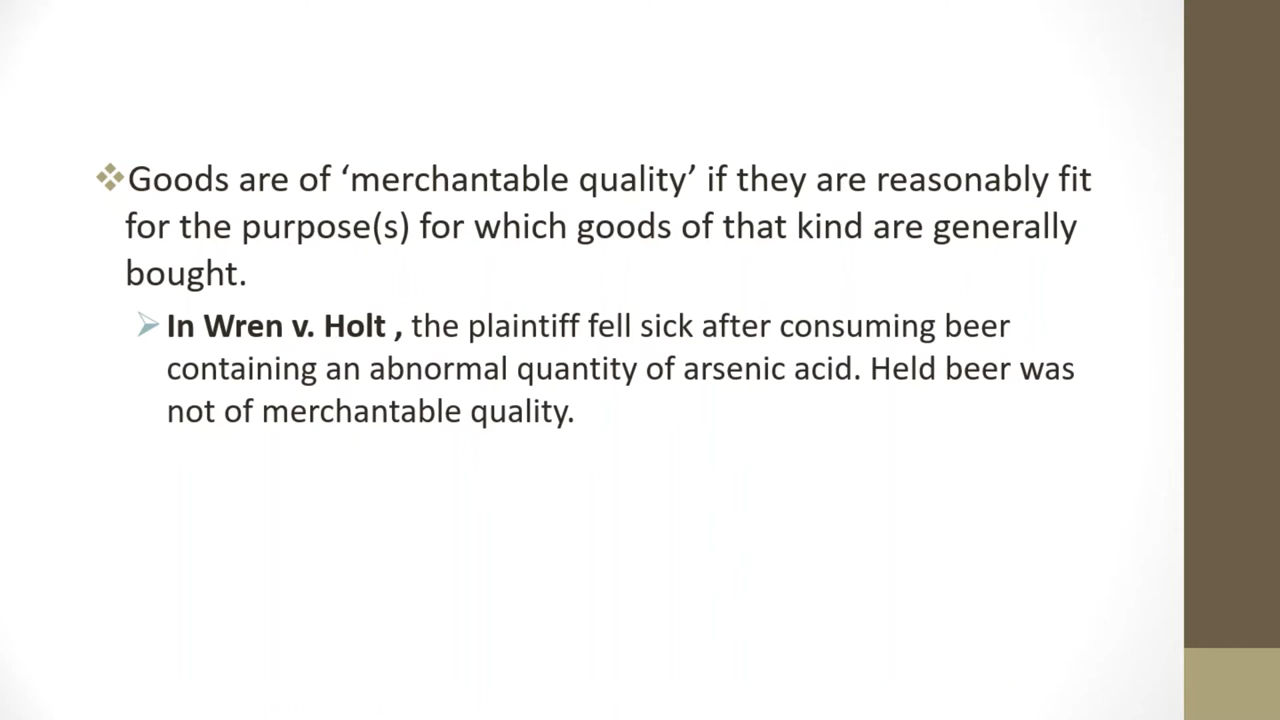 Goods are of ‘merchantable quality’ if they are reasonably fit
for the purpose(s) for which goods of that kind are generally
bought.
In Wren v. Holt , the plaintiff fell sick after consuming beer
containing an abnormal quantity of arsenic acid. Held beer was
not of merchantable quality.